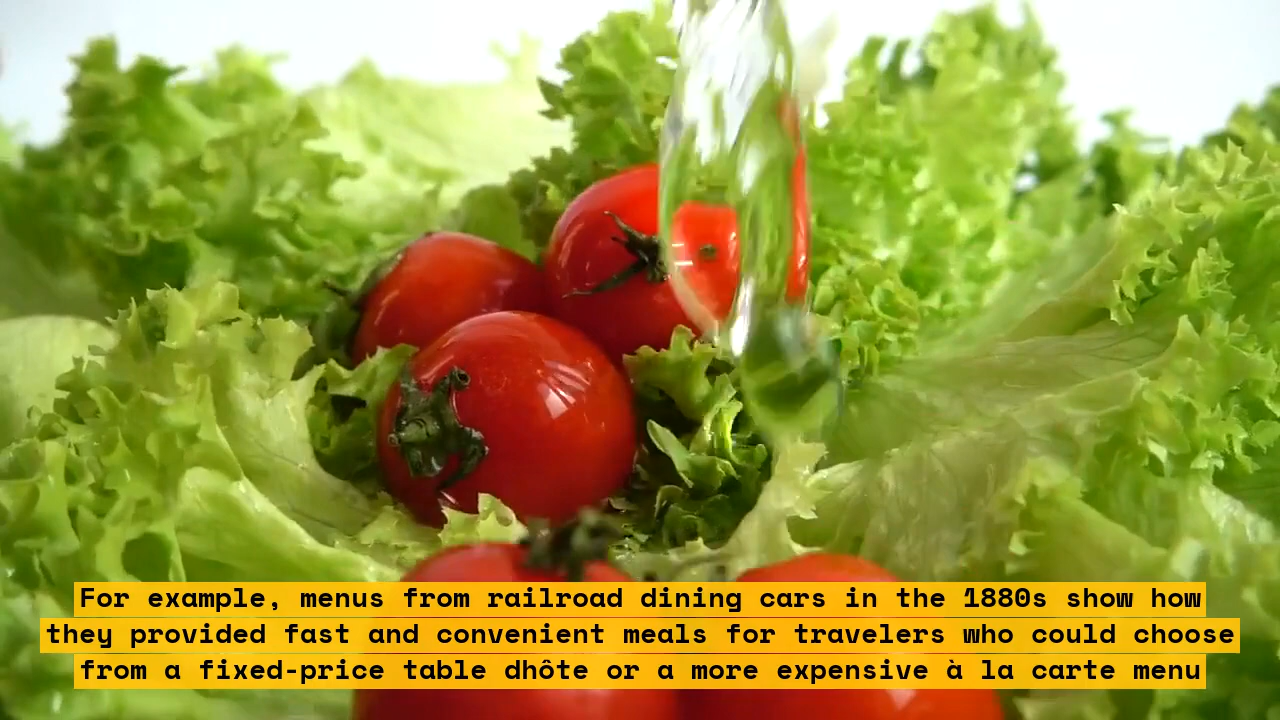 For example, menus from railroad dining cars in the 1880s show how
they provided fast and convenient meals for travelers who could choose
from a fixed-price table dhôte or a more expensive à la carte menu